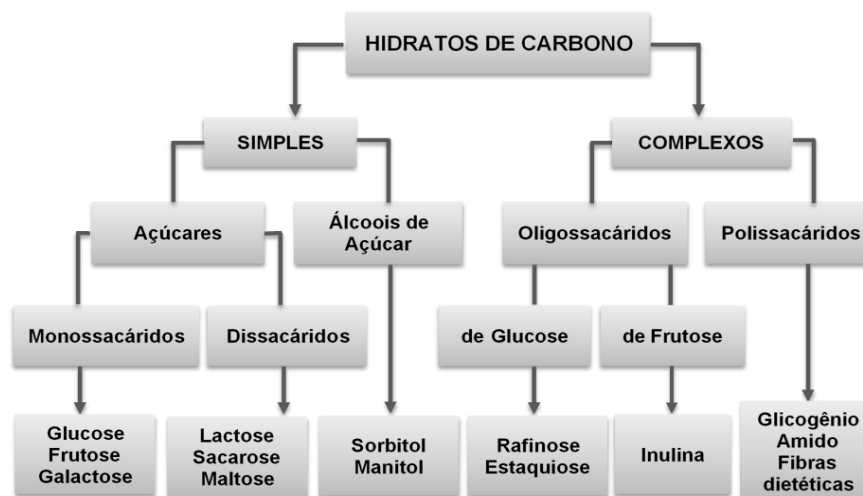 HIDRATOS DE CARBONO
SIMPLES
COMPLEXOS
Açúcares
Álcoois de
Açúcar
Oligossacáridos
Polissacáridos
Monossacáridos
Dissacáridos
de Glucose
de Frutose
Glucose
Frutose
Galactose
Lactose
Sacarose
Maltose
Sorbitol
Manitol
Rafinose
Estaquiose
Inulina
Glicogênio
Amido
Fibras
dietéticas